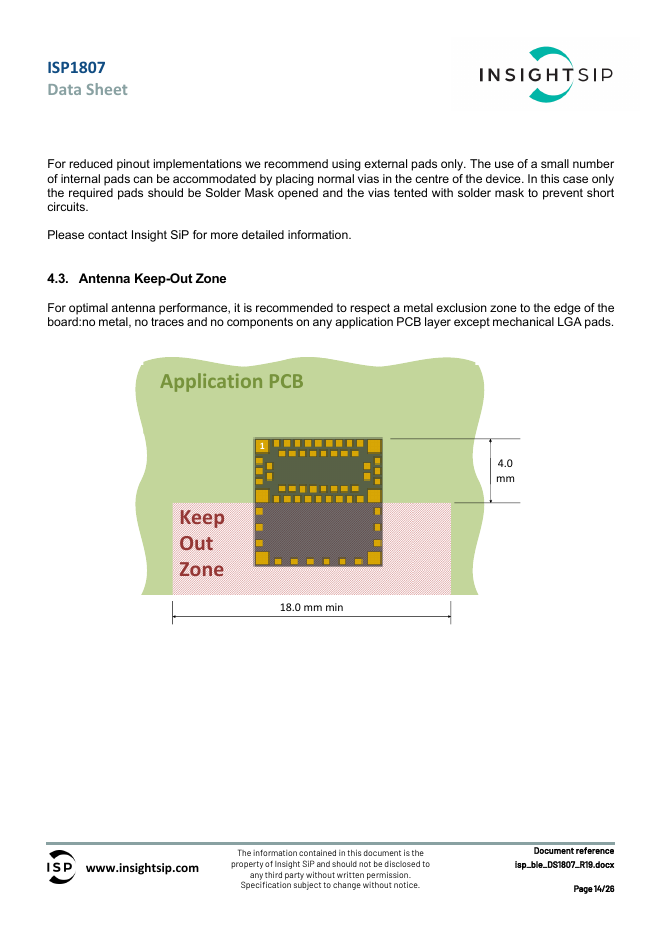 ISP1807
Data Sheet
INSIGHTSIP
For reduced pinout implementations we recommend using external pads only. The use of a small number
of internal pads can be accommodated by placing normal vias in the centre of the device. In this case only
the required pads should be Solder Mask opened and the vias tented with solder mask to prevent short
circuits.
Please contact Insight SiP for more detailed information.
4.3. Antenna Keep-Out Zone
For optimal antenna performance, it is recommended to respect a metal exclusion zone to the edge of the
board:no metal, no traces and no components on any application PCB layer except mechanical LGA pads.
Application PCB
1
4.0
mm
Keep
Out
Zone
18.0 mm min
ISP
www.insightsip.com
The information contained in this document is the
property of Insight SiP and should not be disclosed to
any third party without written permission.
Specification subject to change without notice.
Document reference
isp_ble_DS1807_R19.docx
Page 14/26